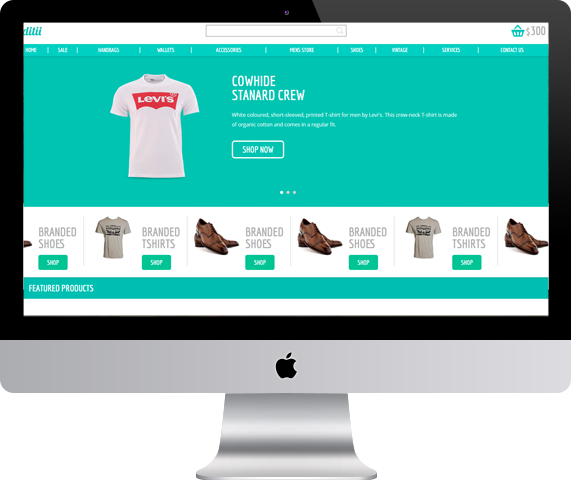 ditii
$300
HOME | SALE | HANDBAGS | WALLETS | ACCESSORIES | MENS STORE | SHOES | VINTAGE | SERVICES | CONTACT US
LEVI'S
COWHIDE
STANARD CREW
White coloured, short-sleeved, printed T-shirt for men by Levi's. This crew-neck T-shirt is made
of organic cotton and comes in a regular fit.
SHOP NOW
BRANDED
SHOES
SHOP
BRANDED
TSHIRTS
SHOP
BRANDED
SHOES
SHOP
BRANDED
SHOES
SHOP
BRANDED
TSHIRTS
SHOP
FEATURED PRODUCTS